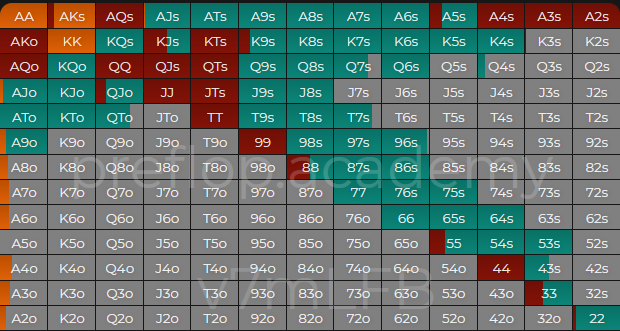 AA AKs AQs AJs ATs A9s A8s A7s A6s A5s A4s A3s A2s
AKo KK KQs KJs KTs K9s K8s K7s K6s K5s K4s K3s K2s
AQo KQo QQ QJs QTs Q9s Q8s Q7s Q6s Q5s Q4s Q3s Q2s
AJo KJo QJo JJ JTs J9s J8s J7s J6s J5s J4s J3s J2s
ATo KTo QTo JTo TT T9s T8s T7s T6s T5s T4s T3s T2s
A9o K9o Q9o J9o T9o 99 98s 97s 96s 95s 94s 93s 92s
A8o K8o Q8o J8o T8o 98o 88 87s 86s 85s 84s 83s 82s
preflop.academy
A7o K7o Q7o J7o T7o 97o 87o 77 76s 75s 74s 73s 72s
A6o K6o Q6o J6o T6o 96o 86o 76o 66 65s 64s 63s 62s
A5o K5o Q5o J5o T5o 95o 85o 75o 65o 55 54s 53s 52s
A4o K4o Q4o J4o T4o 94o 84o 74o 64o 54o 44 43s 42s
A3o K3o Q3o J3o T3o 93o 83o 73o 63o 53o 43o 33 32s
A2o K2o Q2o J2o T2o 92o 82o 72o 62o 52o 42o 32o 22